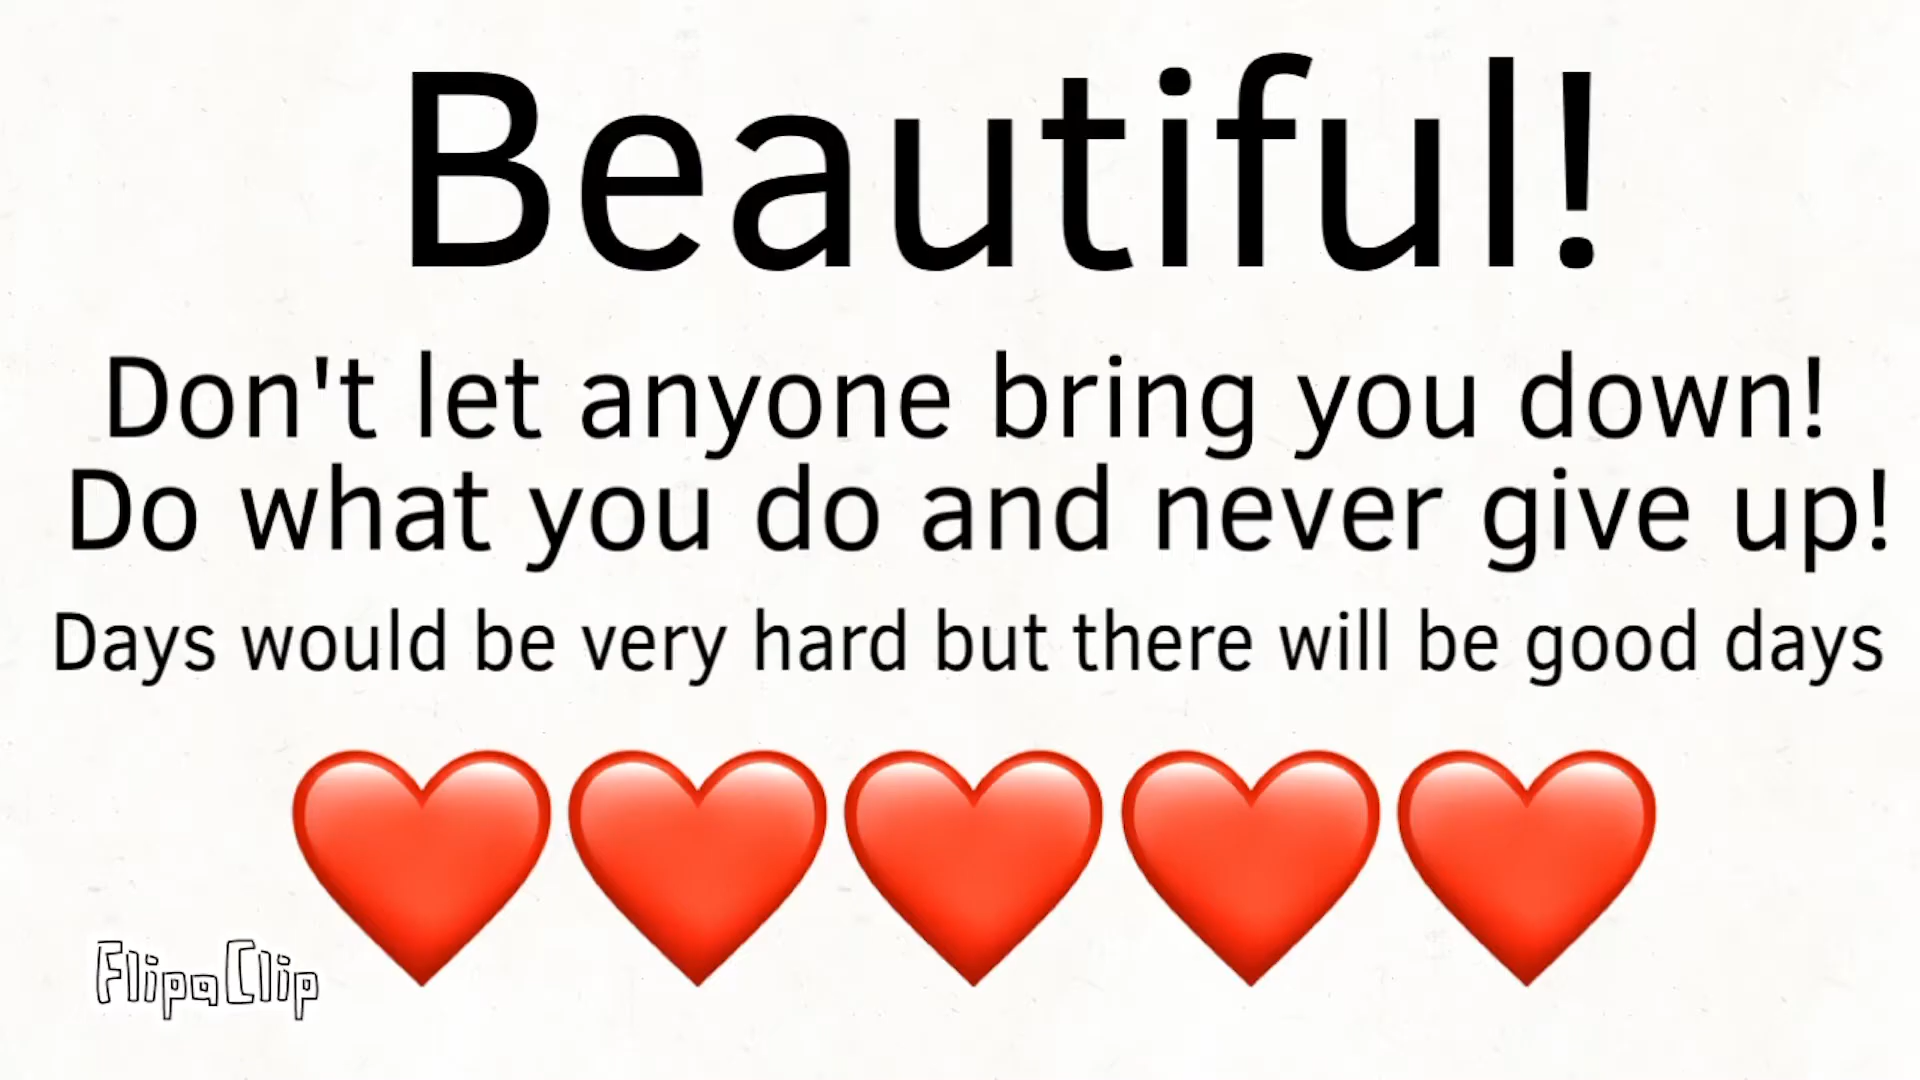 Beautiful!
Don't let anyone bring you down!
Do what you do and never give up!
Days would be very hard but there will be good days
FlipaClip